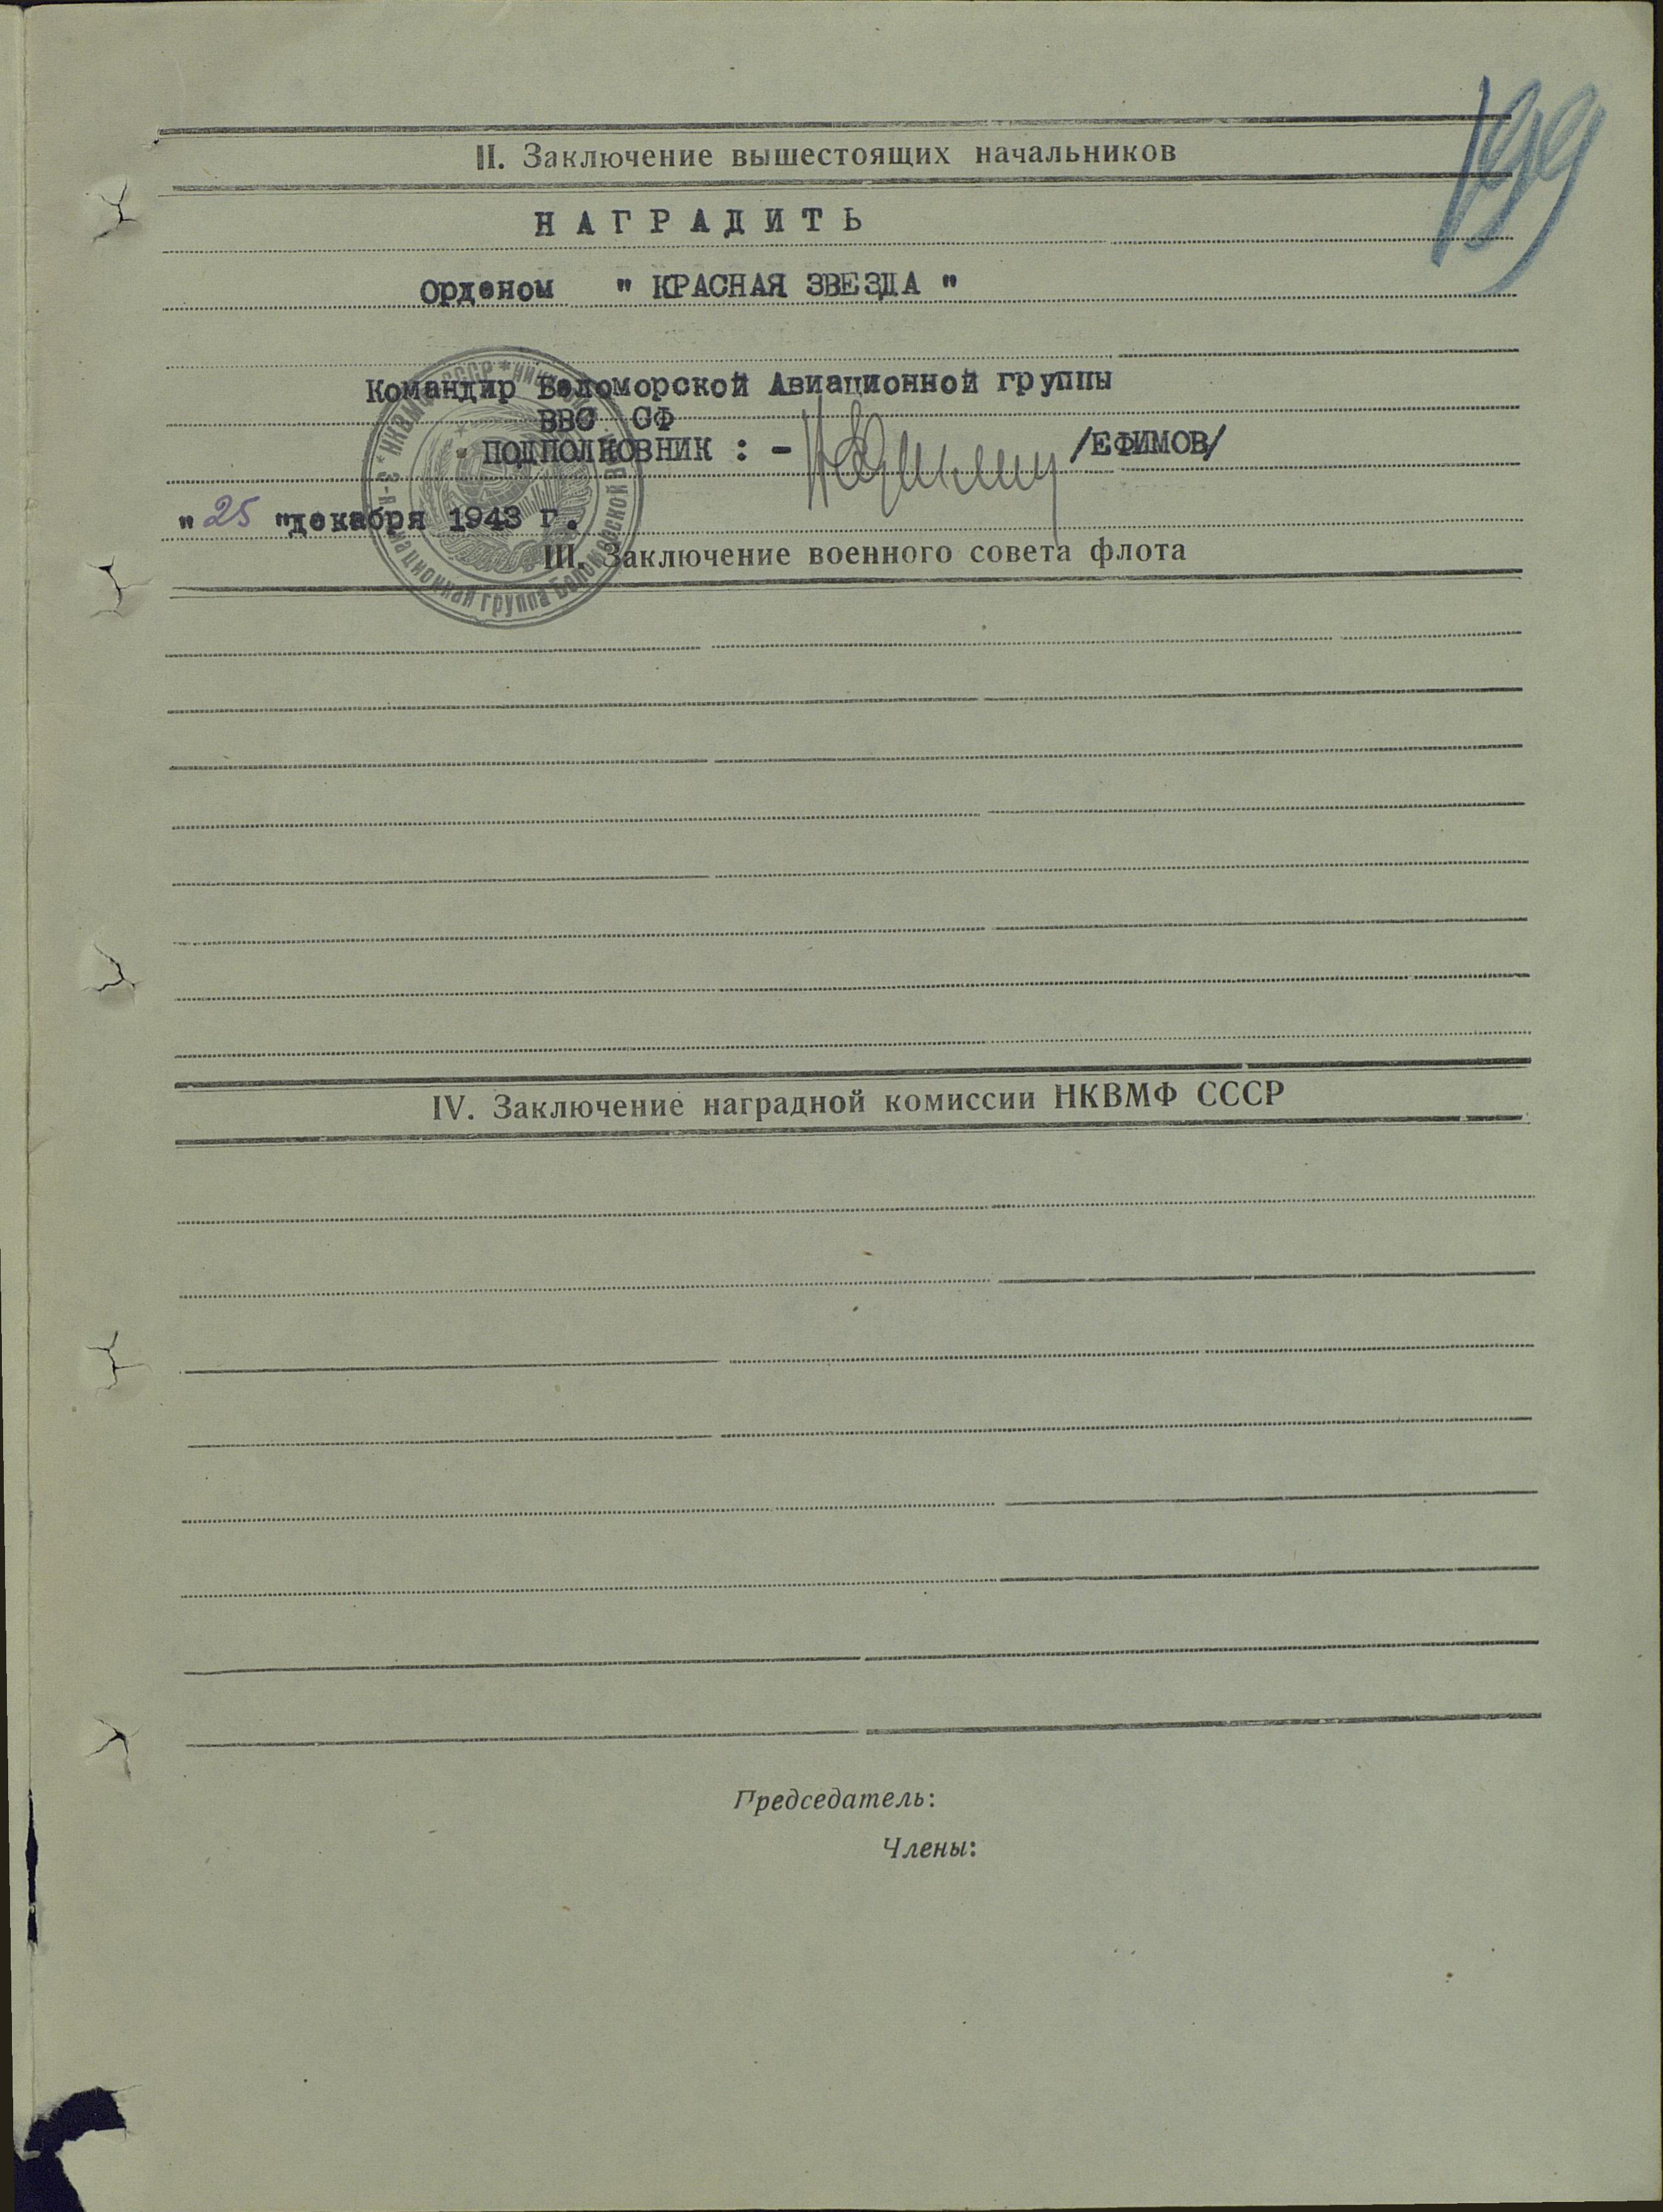 199
II. Заключение вышестоящих начальников
НАГРАДИТЬ
Орденом " КРАСНАЯ ЗВЕЗДА "
Командир Беломорской Авиационной группы
ВВС СФ
ПОДПОЛКОВНИК : - /ЕФИМОВ/
" 25 "декабря 1943 г.
III. Заключение военного совета флота
IV. Заключение наградной комиссии НКВМФ СССР
Председатель:
Члены: